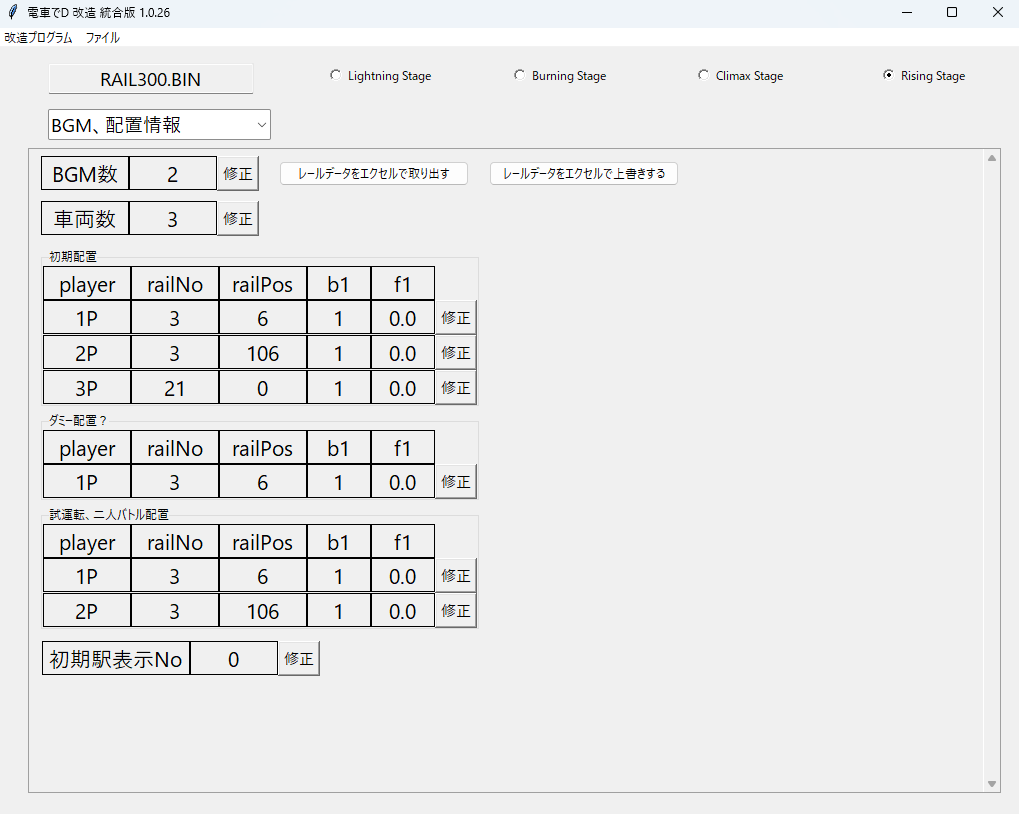 電車でD 改造 統合版 1.0.26
改造プログラム ファイル
RAIL300.BIN Lightning Stage Burning Stage Climax Stage Rising Stage
BGM、配置情報
BGM数 2 修正 レールデータをエクセルで取り出す レールデータをエクセルで上書きする
車両数 3 修正
初期配置
player railNo railPos b1 f1
1P 3 6 1 0.0 修正
2P 3 106 1 0.0 修正
3P 21 0 1 0.0 修正
ダミー配置？
player railNo railPos b1 f1
1P 3 6 1 0.0 修正
試運転、二人バトル配置
player railNo railPos b1 f1
1P 3 6 1 0.0 修正
2P 3 106 1 0.0 修正
初期駅表示No 0 修正